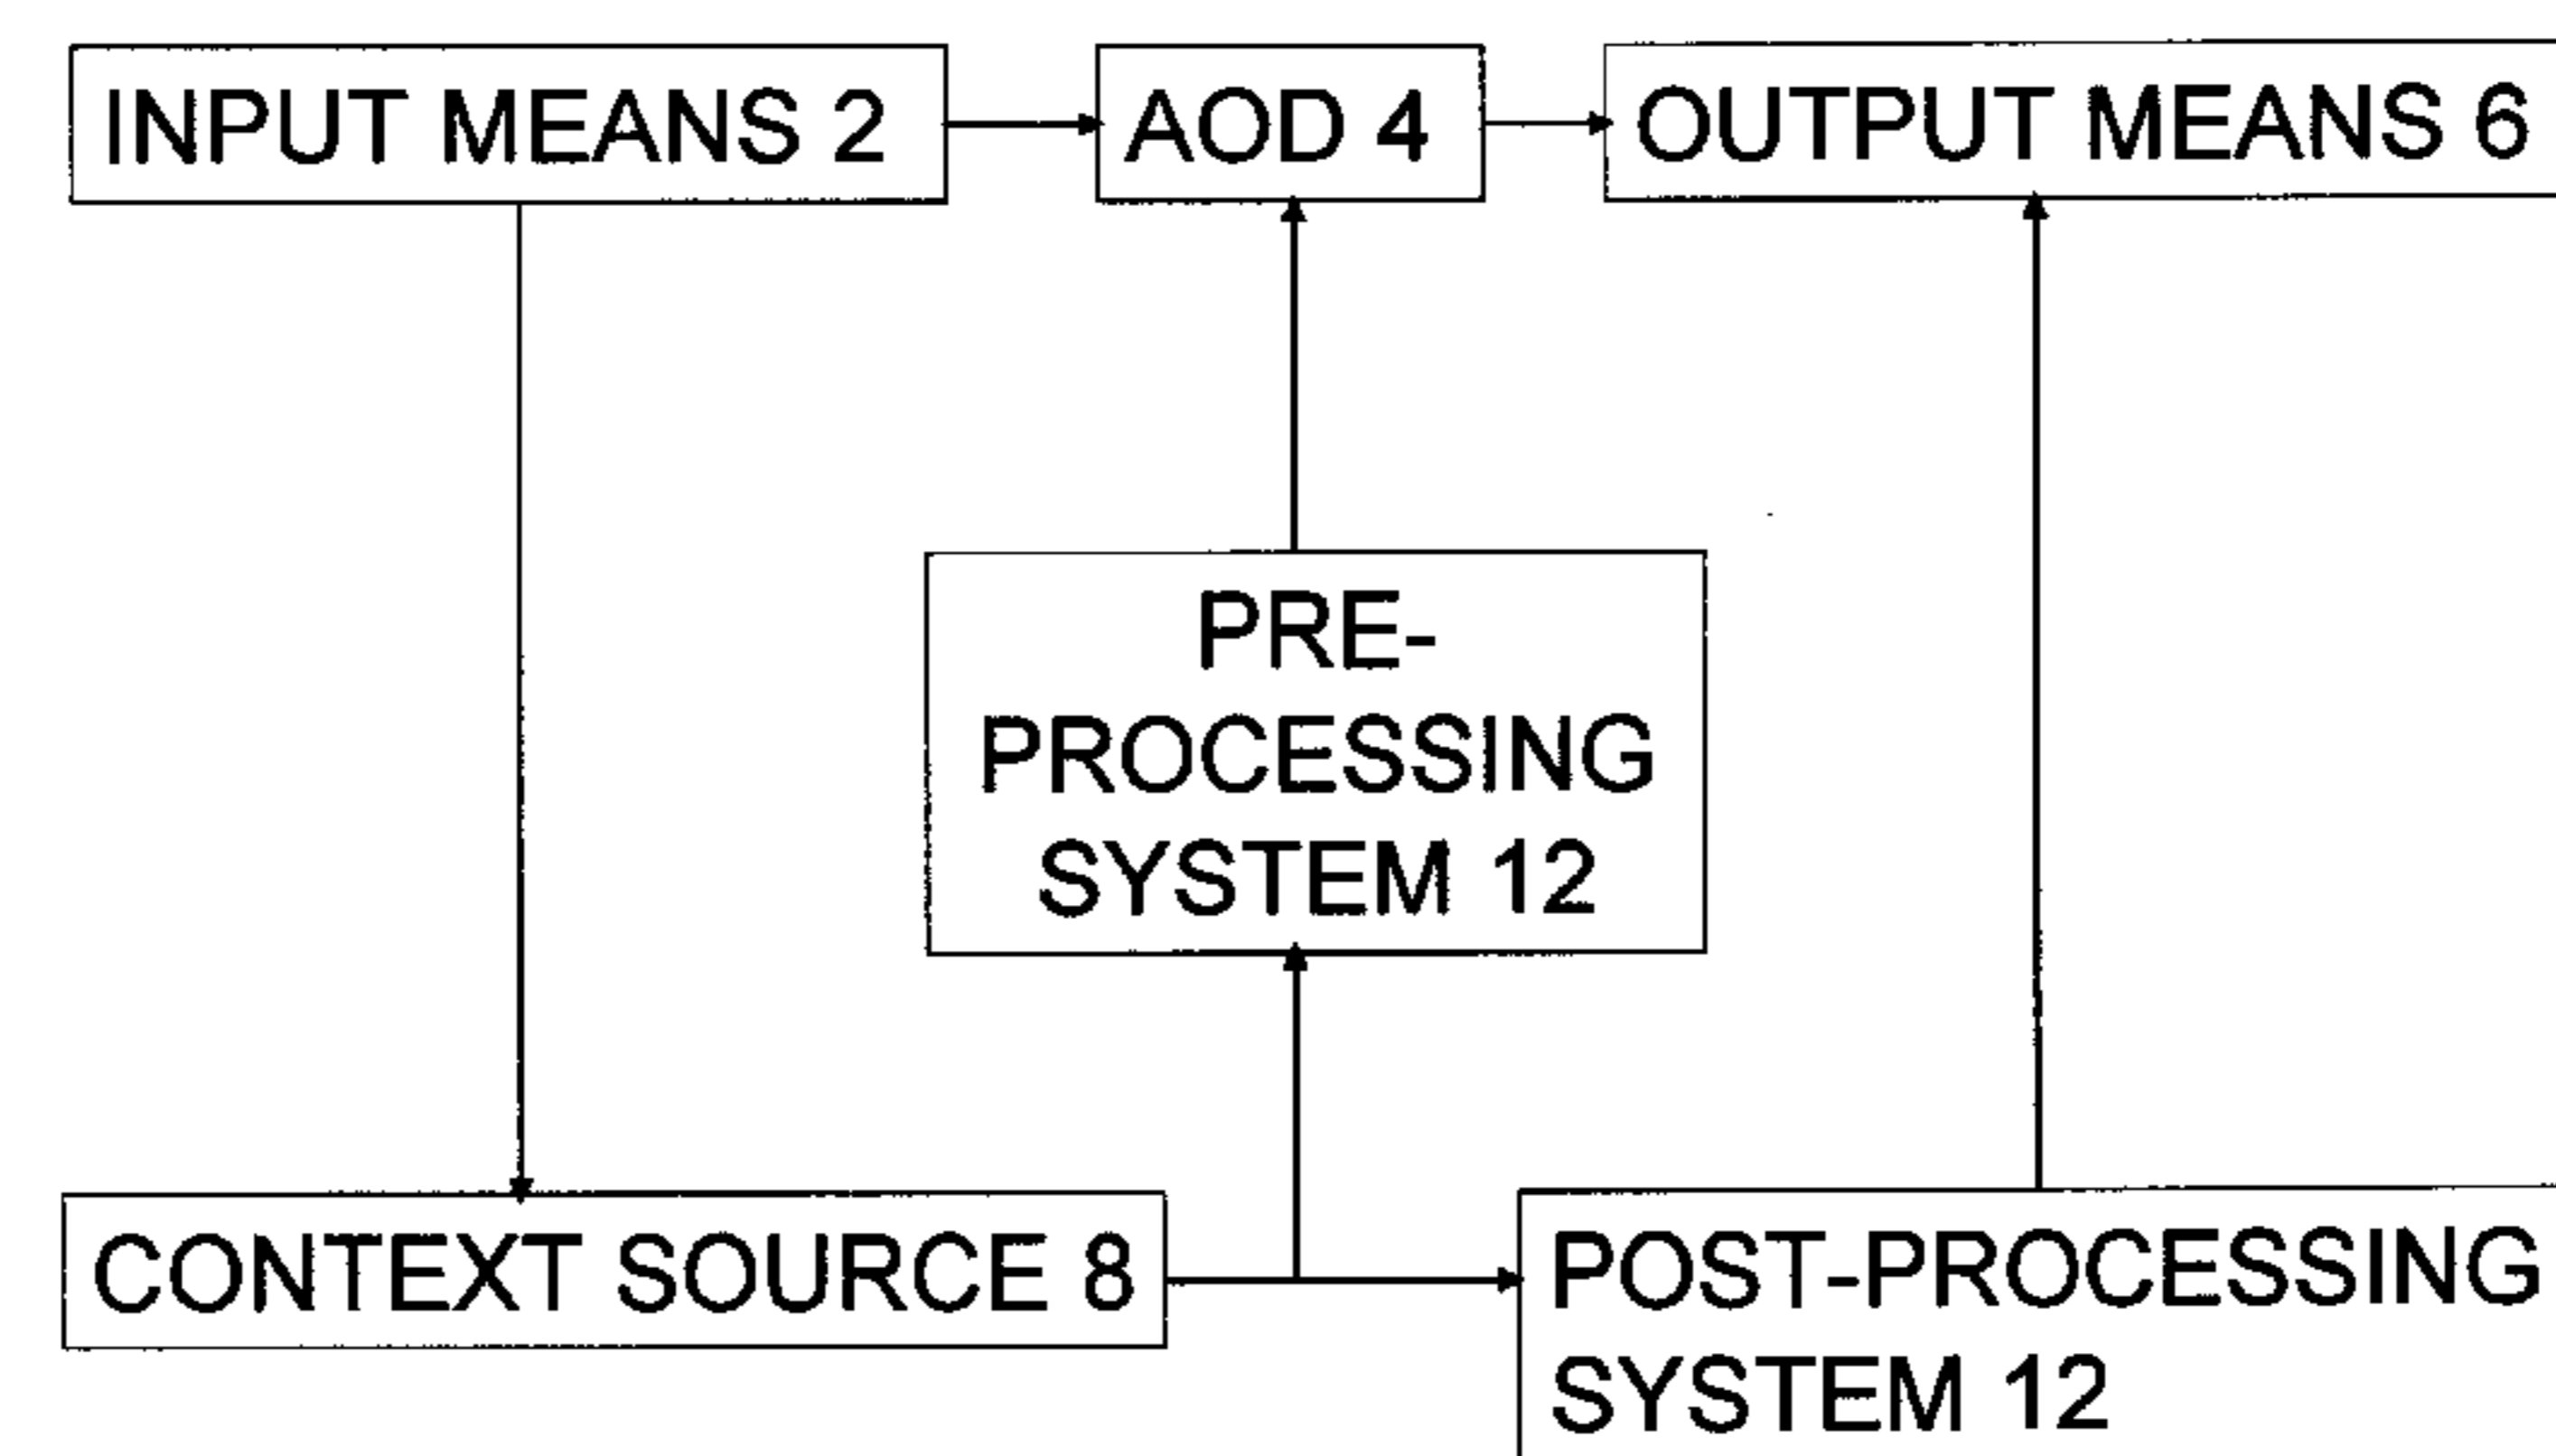 INPUT MEANS 2
AOD 4
OUTPUT MEANS 6
PRE-
PROCESSING
SYSTEM 12
CONTEXT SOURCE 8
POST-PROCESSING
SYSTEM 12